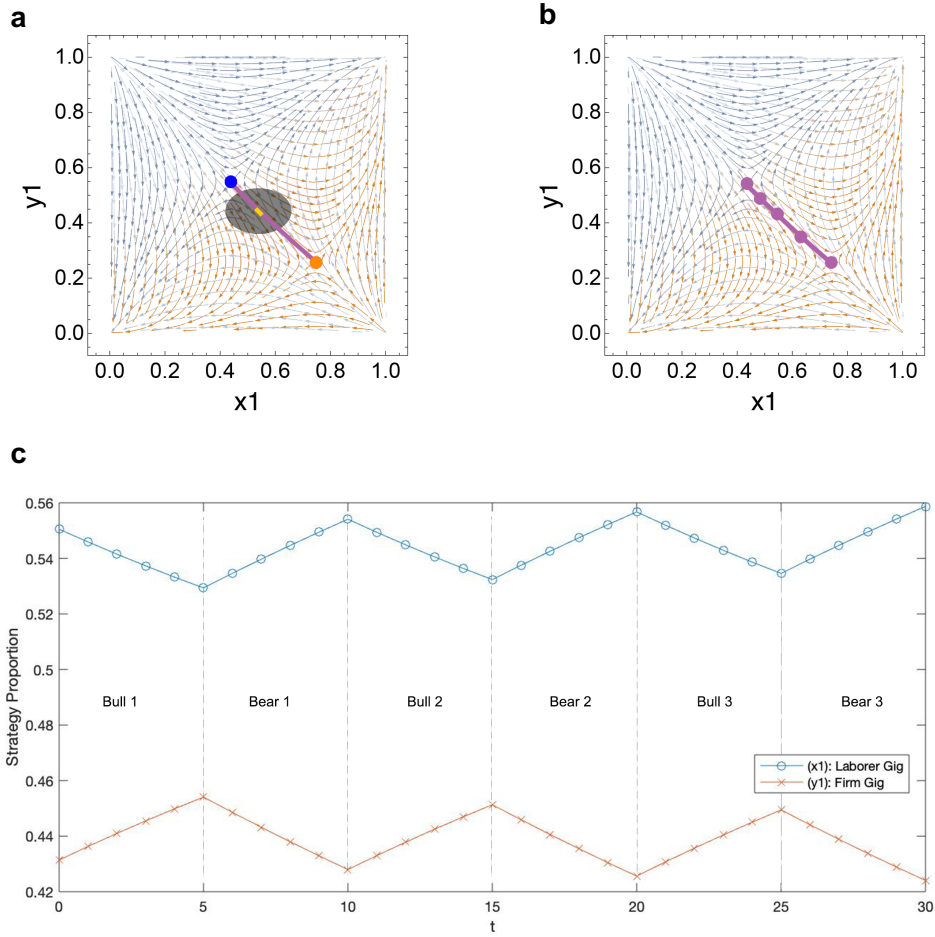 a
b
1.0
0.8
0.6
0.4
0.2
0.0
y1
0.0 0.2 0.4 0.6 0.8 1.0
x1
1.0
0.8
0.6
0.4
0.2
0.0
y1
0.0 0.2 0.4 0.6 0.8 1.0
x1
c
0.56
0.54
0.52
0.5
0.48
0.46
0.44
0.42
Strategy Proportion
Bull 1 Bear 1 Bull 2 Bear 2 Bull 3 Bear 3
(x1): Laborer Gig
(y1): Firm Gig
0 5 10 15 20 25 30
t